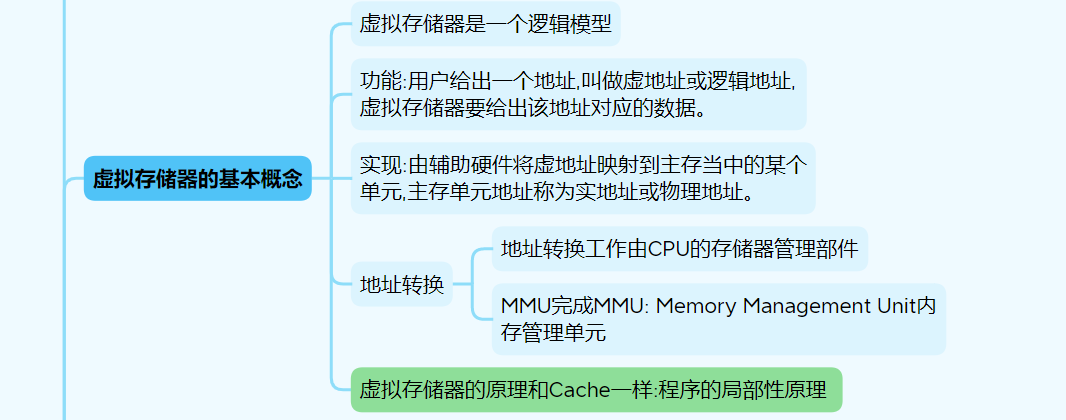 虚拟存储器是一个逻辑模型
功能:用户给出一个地址,叫做虚地址或逻辑地址,
虚拟存储器要给出该地址对应的数据。
虚拟存储器的基本概念
实现:由辅助硬件将虚地址映射到主存当中的某个
单元,主存单元地址称为实地址或物理地址。
地址转换
地址转换工作由CPU的存储器管理部件
MMU完成MMU: Memory Management Unit内
存管理单元
虚拟存储器的原理和Cache一样:程序的局部性原理